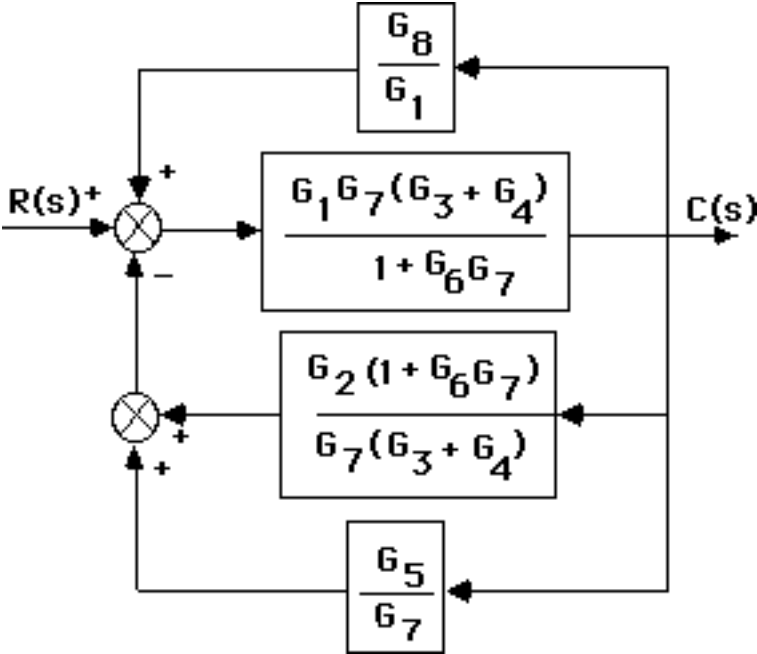 G8
G1
+
R(s)+
G1G7(G3 + G4)
1 + G6G7
C(s)
−
G2 (1 + G6G7)
G7(G3 + G4)
+
+
G5
G7